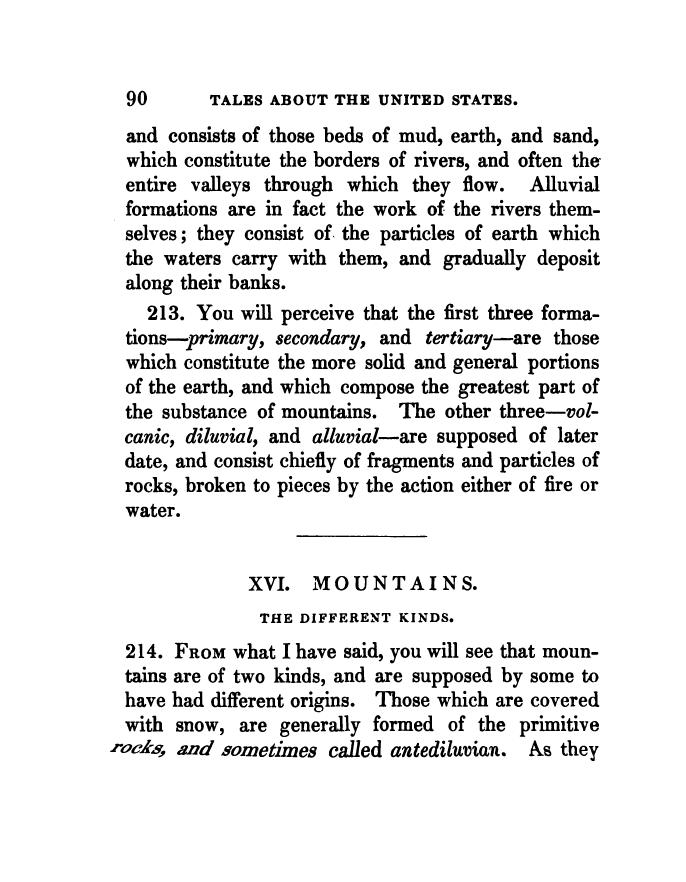 90 TALES ABOUT THE UNITED STATES.
and consists of those beds of mud, earth, and sand,
which constitute the borders of rivers, and often the
entire valleys through which they flow. Alluvial
formations are in fact the work of the rivers them-
selves; they consist of the particles of earth which
the waters carry with them, and gradually deposit
along their banks.
213. You will perceive that the first three forma-
tions—primary, secondary, and tertiary—are those
which constitute the more solid and general portions
of the earth, and which compose the greatest part of
the substance of mountains. The other three—vol-
canic, diluvial, and alluvial—are supposed of later
date, and consist chiefly of fragments and particles of
rocks, broken to pieces by the action either of fire or
water.
XVI. MOUNTAINS.
THE DIFFERENT KINDS.
214. FROM what I have said, you will see that moun-
tains are of two kinds, and are supposed by some to
have had different origins. Those which are covered
with snow, are generally formed of the primitive
rocks, and sometimes called antediluvian. As they